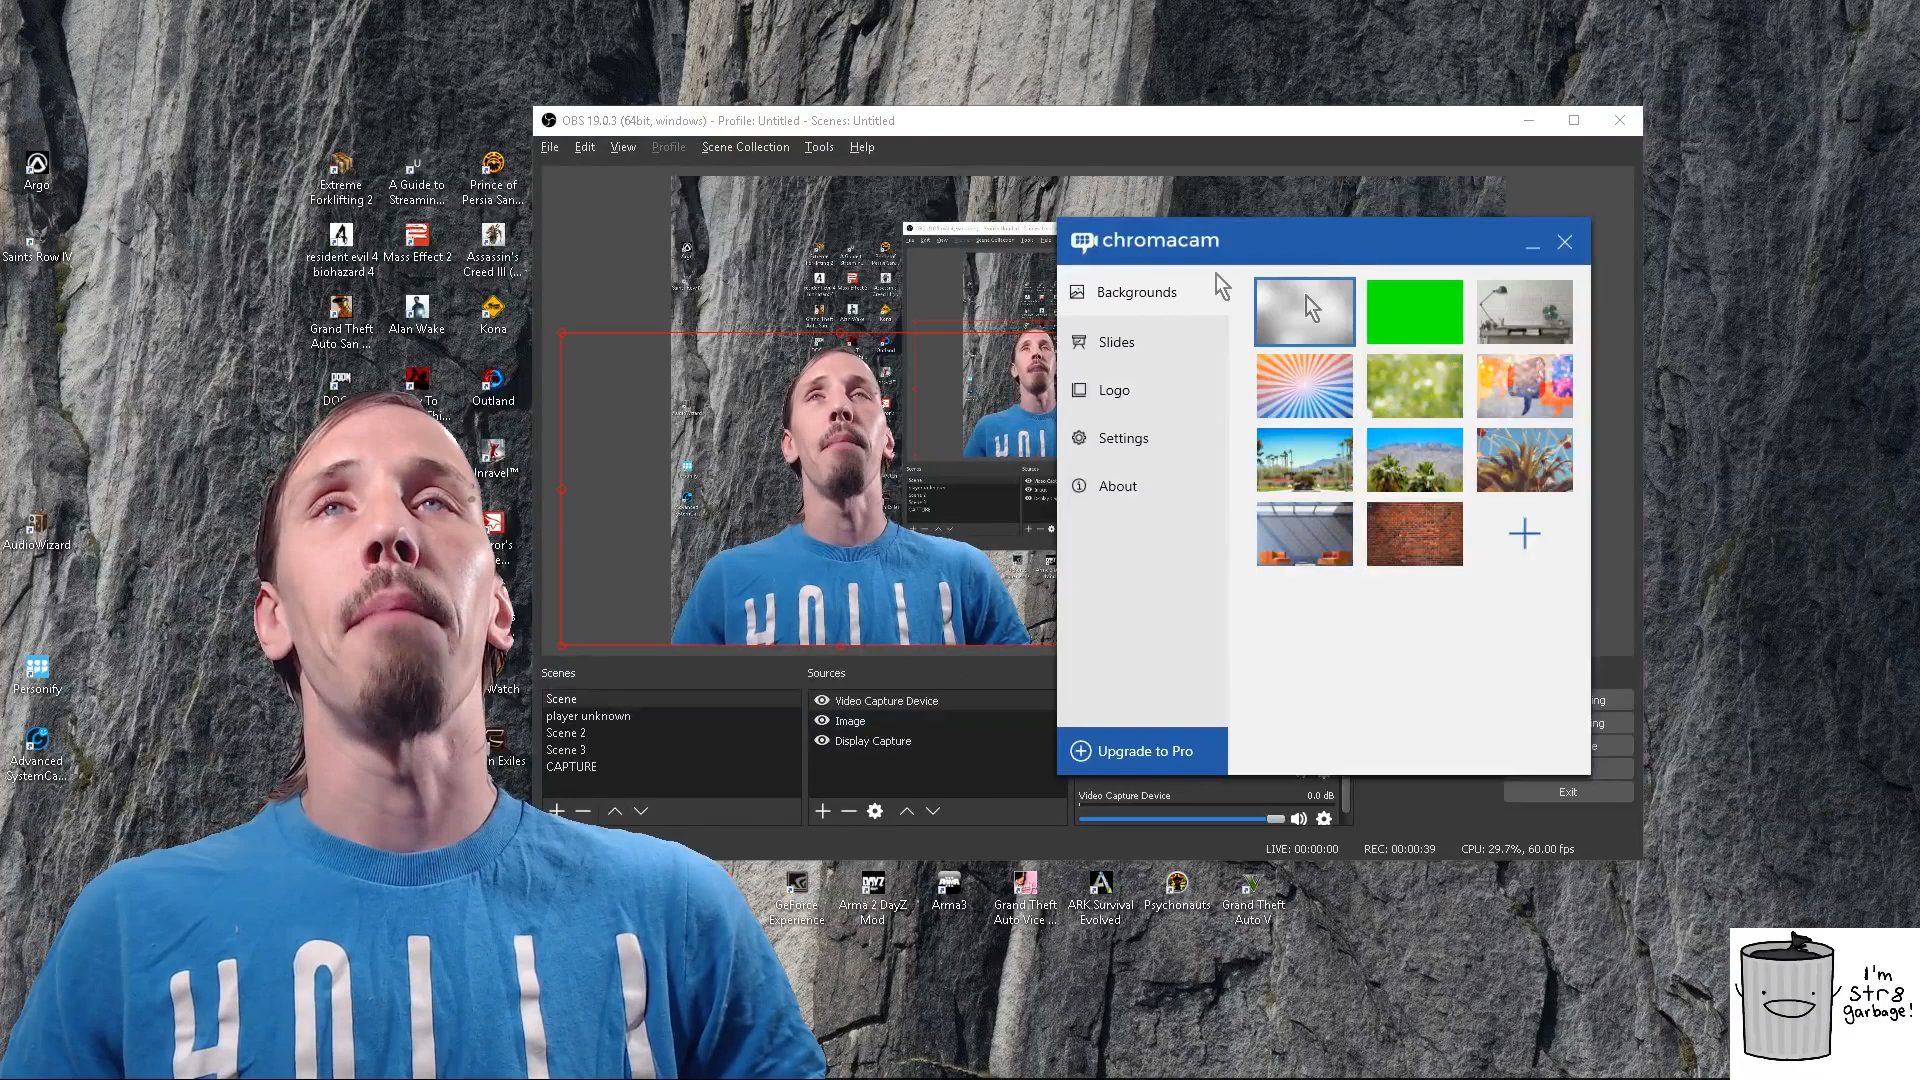 OBS 19.0.3 (64bit, windows) - Profile: Untitled - Scenes: Untitled
File Edit View Profile Scene Collection Tools Help
Argo
Saints Row IV
AudioWizard
Personify
Advanced
SystemCa...
Extreme
Forklifting 2
A Guide to
Streamin...
Prince of
Persia San...
resident evil 4
biohazard 4
Mass Effect 2
Assassin's
Creed III (...
Grand Theft
Auto San ...
Alan Wake
Kona
Outland
chromacam
Backgrounds
Slides
Logo
Settings
About
Upgrade to Pro
Scenes
Scene
player unknown
Scene 2
Scene 3
CAPTURE
Sources
Video Capture Device
Image
Display Capture
Video Capture Device 0.0 dB
Exit
LIVE: 00:00:00 REC: 00:00:39 CPU: 29.7%, 60.00 fps
GeForce
Experience
Arma 2 DayZ
Mod
Arma3
Grand Theft
Auto Vice ...
ARK Survival
Evolved
Psychonauts
Grand Theft
Auto V
I'm
str8
garbage!